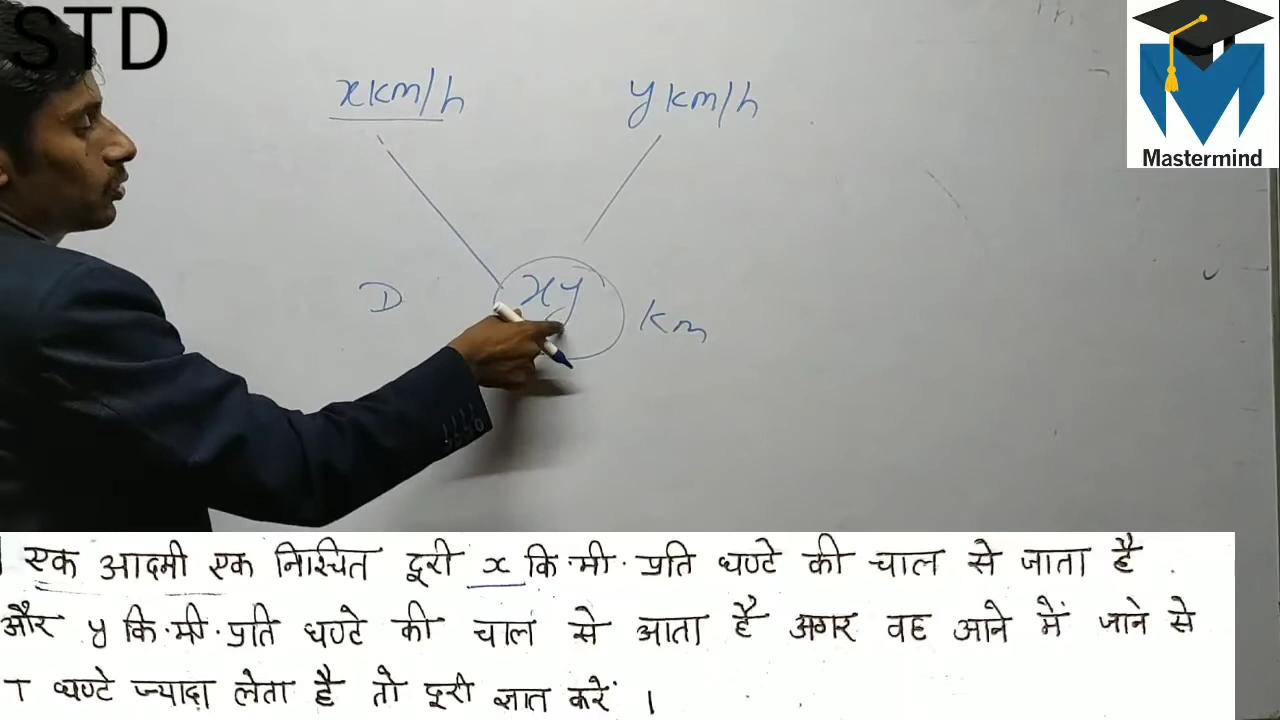 STD
x km/h
y km/h
Mastermind
D
xy
km
एक आदमी एक निश्चित दूरी x कि.मी. प्रति घण्टे की चाल से जाता है .
और y कि.मी. प्रति घण्टे की चाल से आता है अगर वह आने में जाने से
T घण्टे ज्यादा लेता है तो दूरी ज्ञात करें ।